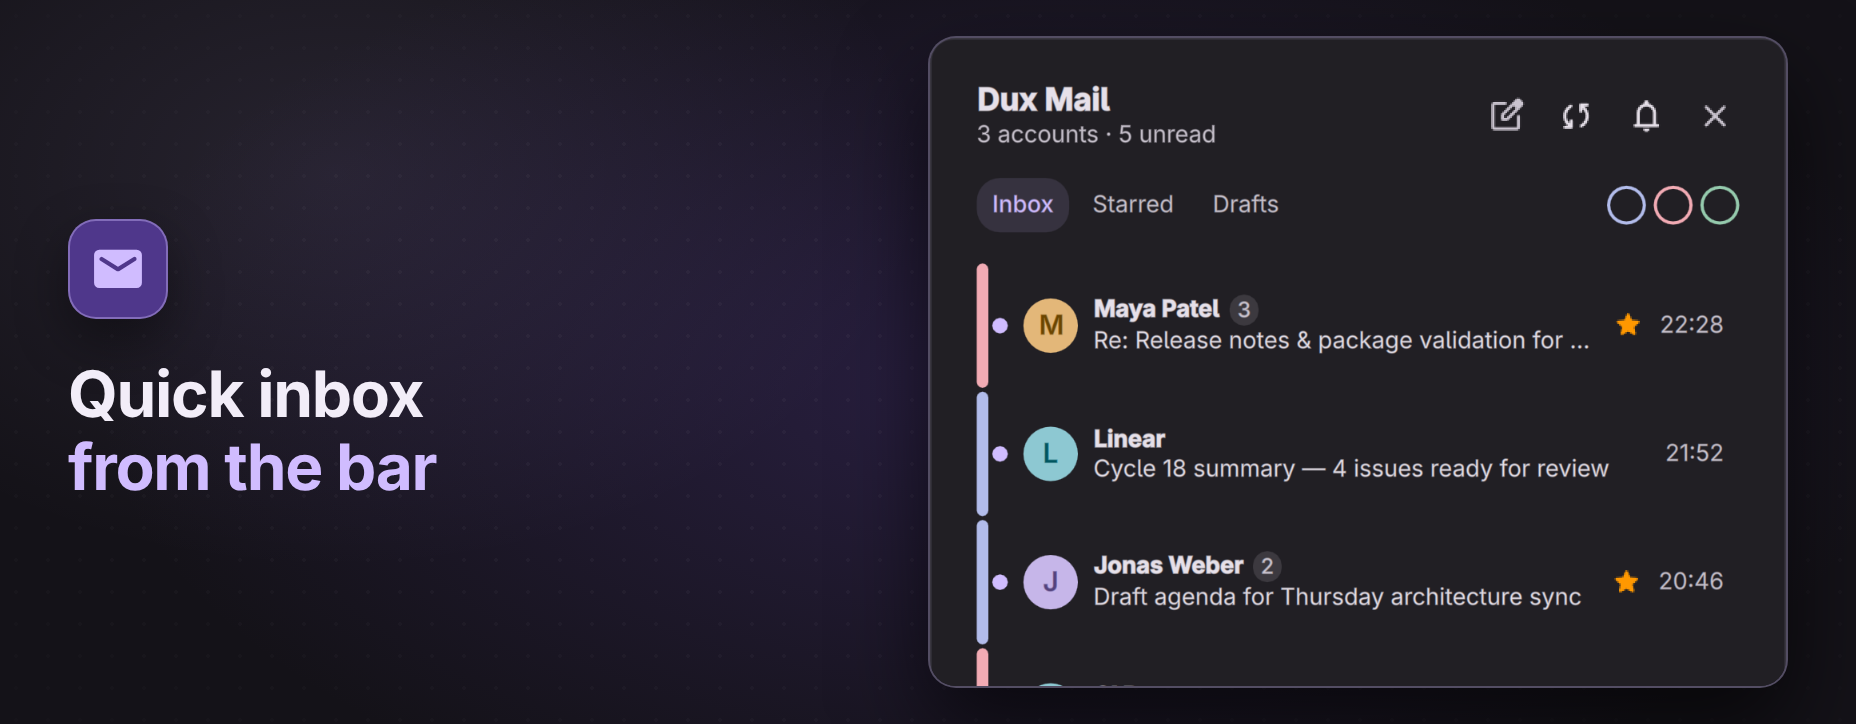 Quick inbox
from the bar
Dux Mail
3 accounts · 5 unread
Inbox Starred Drafts
M Maya Patel 3
Re: Release notes & package validation for ...
22:28
L Linear
Cycle 18 summary — 4 issues ready for review
21:52
J Jonas Weber 2
Draft agenda for Thursday architecture sync
20:46